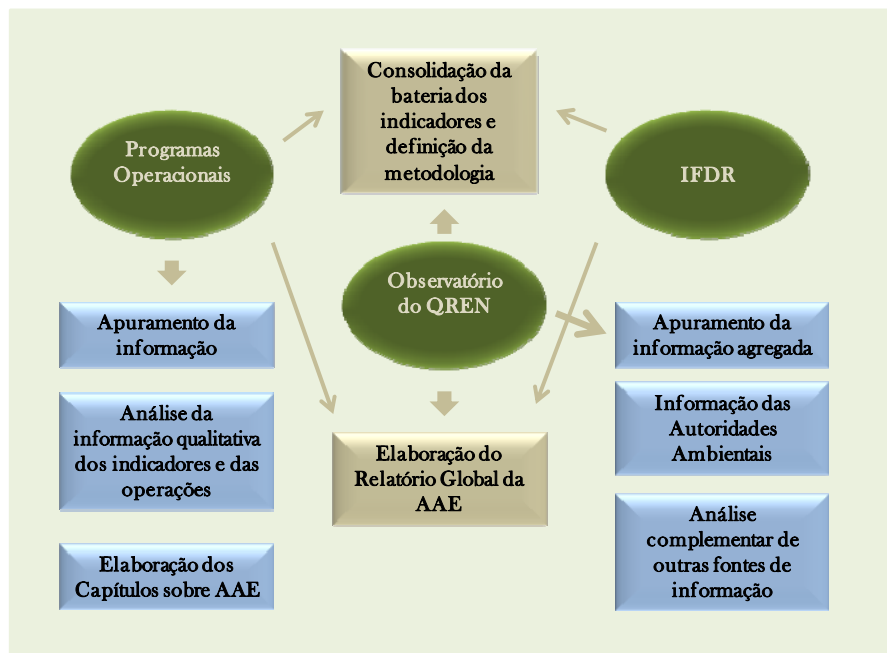 Consolidação da
bateria dos
indicadores e
definição da
metodologia
Programas
Operacionais
IFDR
Observatório
do QREN
Apuramento da
informação
Análise da
informação qualitativa
dos indicadores e das
operações
Elaboração dos
Capítulos sobre AAE
Elaboração do
Relatório Global da
AAE
Apuramento da
informação agregada
Informação das
Autoridades
Ambientais
Análise
complementar de
outras fontes de
informação